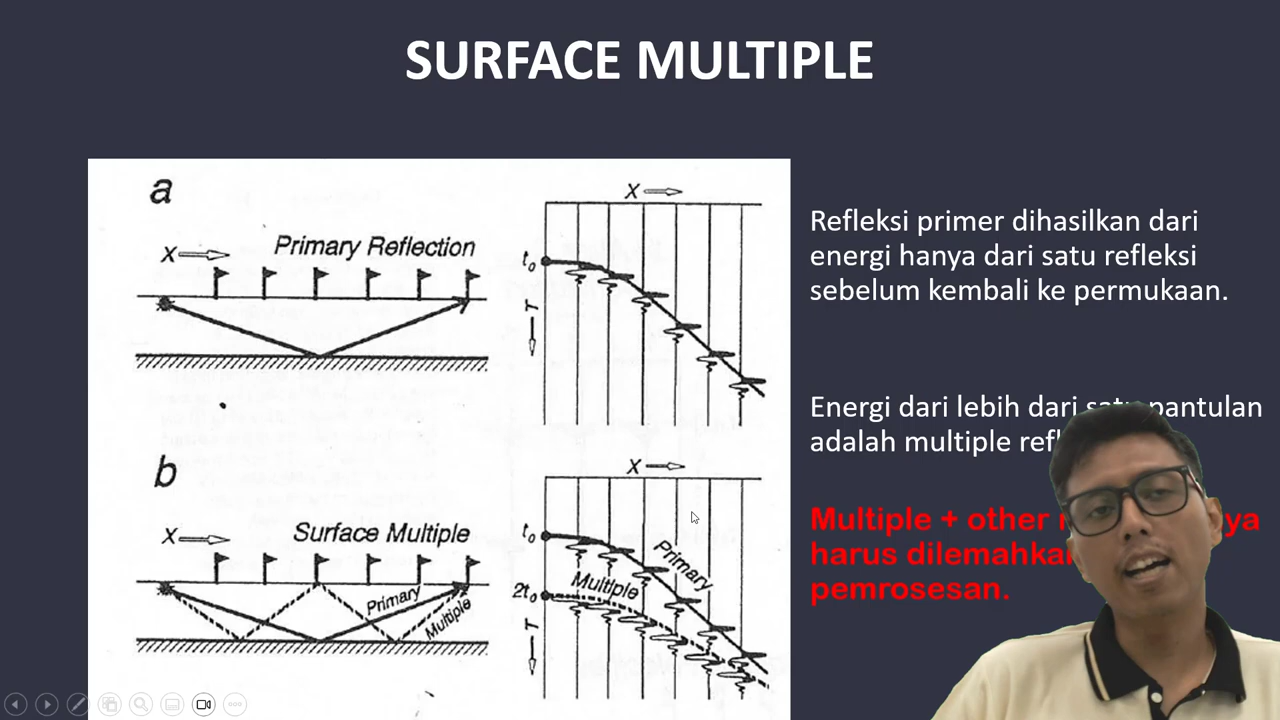 SURFACE MULTIPLE
a
X
Primary Reflection
X
t₀
T
b
X
Surface Multiple
Primary
Multiple
X
t₀
Primary
Multiple
2t₀
T
Refleksi primer dihasilkan dari
energi hanya dari satu refleksi
sebelum kembali ke permukaan.
Energi dari lebih dari satu pantulan
adalah multiple
Multiple + other
harus
pemrosesan.